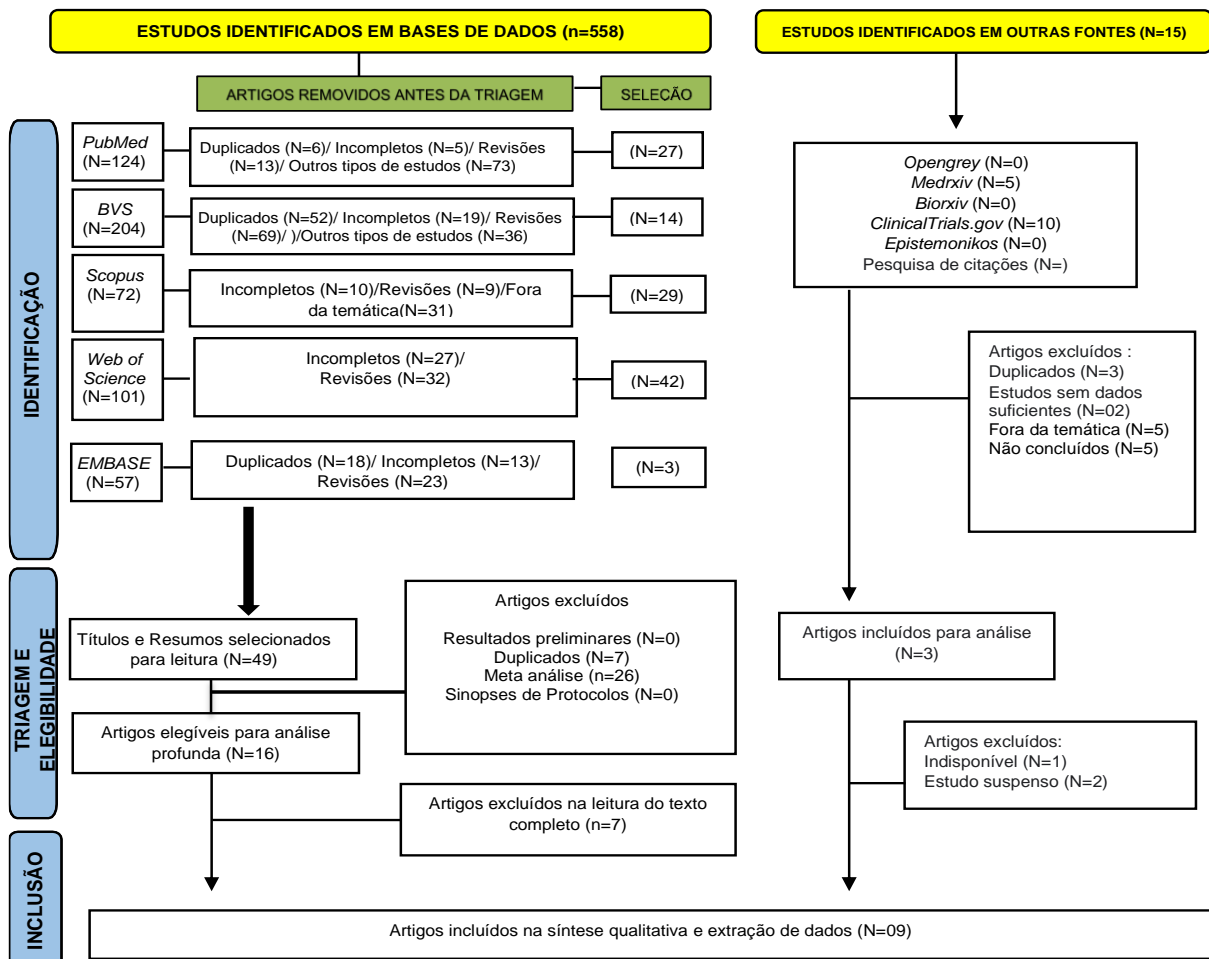 ESTUDOS IDENTIFICADOS EM BASES DE DADOS (n=558)
ESTUDOS IDENTIFICADOS EM OUTRAS FONTES (N=15)
ARTIGOS REMOVIDOS ANTES DA TRIAGEM
SELEÇÃO
IDENTIFICAÇÃO
PubMed
(N=124)
Duplicados (N=6)/ Incompletos (N=5)/ Revisões
(N=13)/ Outros tipos de estudos (N=73)
(N=27)
BVS
(N=204)
Duplicados (N=52)/ Incompletos (N=19)/ Revisões
(N=69)/ )/Outros tipos de estudos (N=36)
(N=14)
Scopus
(N=72)
Incompletos (N=10)/Revisões (N=9)/Fora
da temática(N=31)
(N=29)
Web of
Science
(N=101)
Incompletos (N=27)/
Revisões (N=32)
(N=42)
EMBASE
(N=57)
Duplicados (N=18)/ Incompletos (N=13)/
Revisões (N=23)
(N=3)
Opengrey (N=0)
Medrxiv (N=5)
Biorxiv (N=0)
ClinicalTrials.gov (N=10)
Epistemonikos (N=0)
Pesquisa de citações (N=)
Artigos excluídos :
Duplicados (N=3)
Estudos sem dados
suficientes (N=02)
Fora da temática (N=5)
Não concluídos (N=5)
TRIAGEM E
ELEGIBILIDADE
Títulos e Resumos selecionados
para leitura (N=49)
Artigos excluídos
Resultados preliminares (N=0)
Duplicados (N=7)
Meta análise (n=26)
Sinopses de Protocolos (N=0)
Artigos elegíveis para análise
profunda (N=16)
Artigos excluídos na leitura do texto
completo (n=7)
Artigos incluídos para análise
(N=3)
Artigos excluídos:
Indisponível (N=1)
Estudo suspenso (N=2)
INCLUSÃO
Artigos incluídos na síntese qualitativa e extração de dados (N=09)